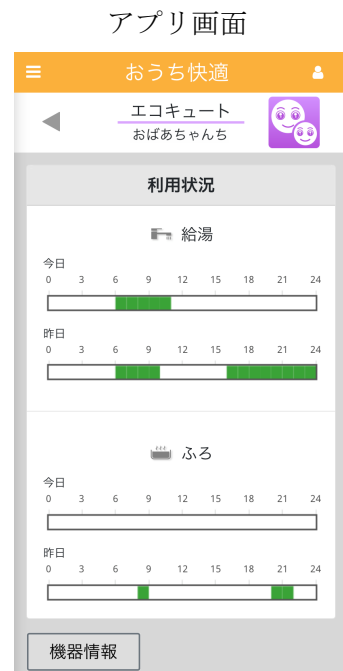 アプリ画面
おうち快適
エコキュート
おばあちゃんち
利用状況
給湯
今日
0 3 6 9 12 15 18 21 24
昨日
0 3 6 9 12 15 18 21 24
ふろ
今日
0 3 6 9 12 15 18 21 24
昨日
0 3 6 9 12 15 18 21 24
機器情報